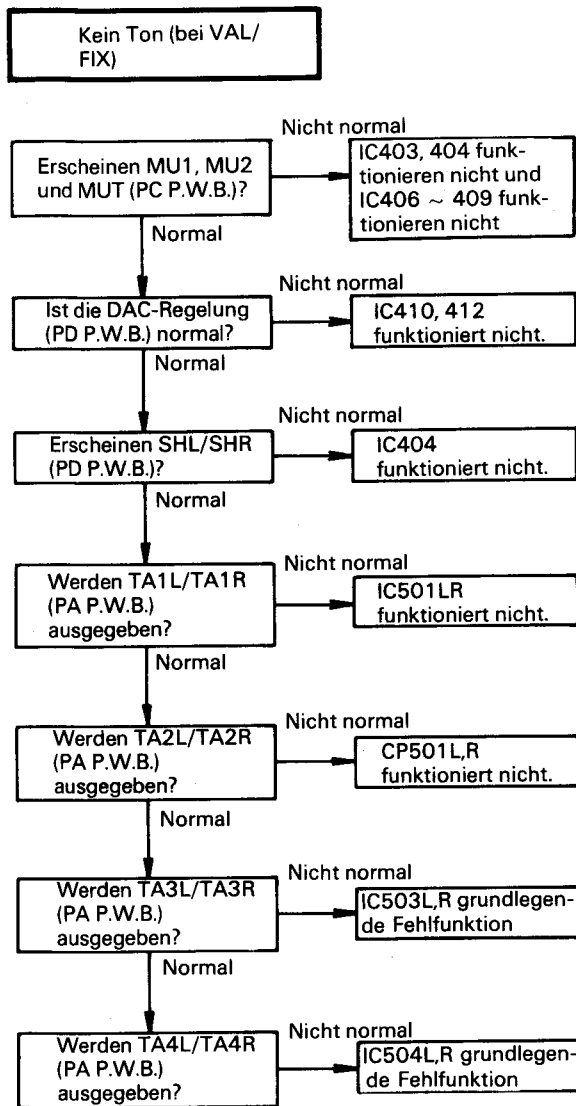 Kein Ton (bei VAL/
FIX)
Erscheinen MU1, MU2
und MUT (PC P.W.B.)?
Nicht normal
IC403, 404 funk-
tionieren nicht und
IC406 ~ 409 funk-
tionieren nicht
Normal
Ist die DAC-Regelung
(PD P.W.B.) normal?
Nicht normal
IC410, 412
funktioniert nicht.
Normal
Erscheinen SHL/SHR
(PD P.W.B.)?
Nicht normal
IC404
funktioniert nicht.
Normal
Werden TA1L/TA1R
(PA P.W.B.)
ausgegeben?
Nicht normal
IC501LR
funktioniert nicht.
Normal
Werden TA2L/TA2R
(PA P.W.B.)
ausgegeben?
Nicht normal
CP501L,R
funktioniert nicht.
Normal
Werden TA3L/TA3R
(PA P.W.B.)
ausgegeben?
Nicht normal
IC503L,R grundlegen-
de Fehlfunktion
Normal
Werden TA4L/TA4R
(PA P.W.B.)
ausgegeben?
Nicht normal
IC504L,R grundlegen-
de Fehlfunktion